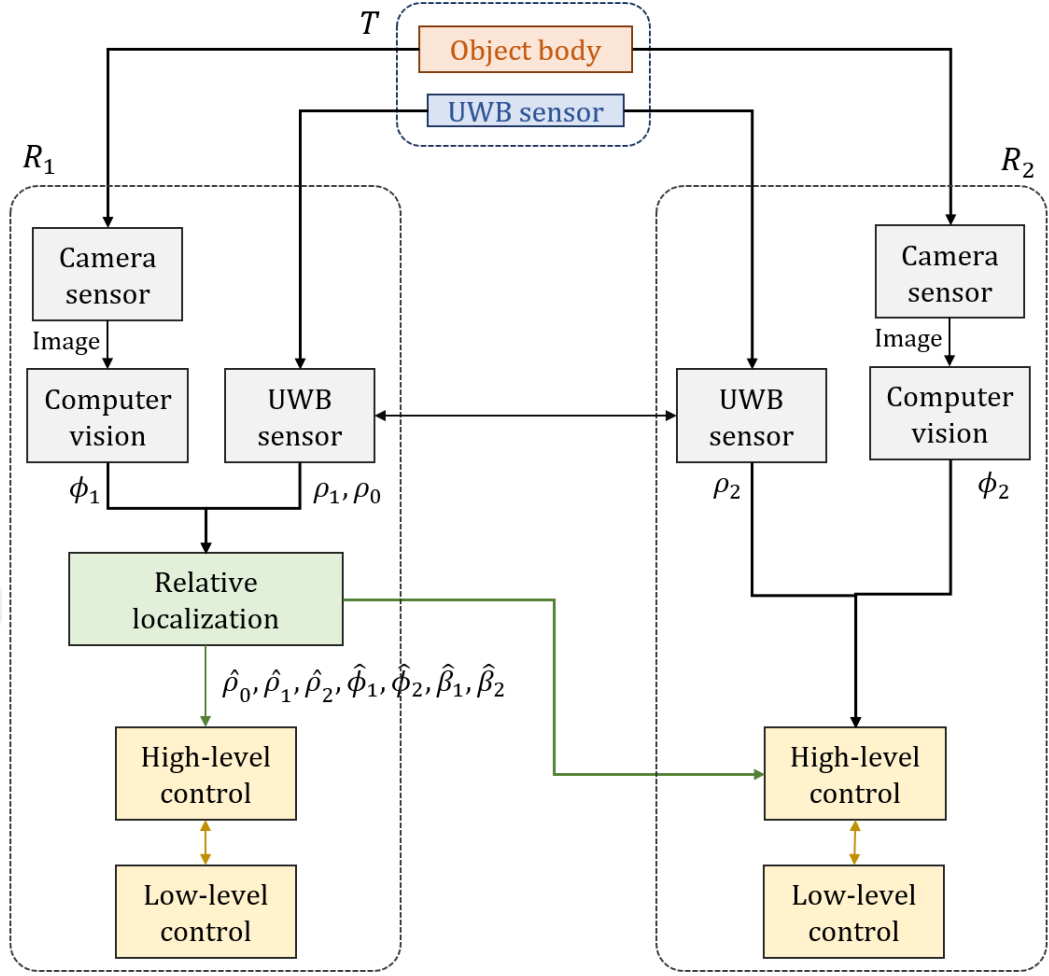 T
Object body
UWB sensor
R₁
R₂
Camera
sensor
Camera
sensor
Image
Image
Computer
vision
UWB
sensor
UWB
sensor
Computer
vision
ϕ₁
ρ₁, ρ₀
ρ₂
ϕ₂
Relative
localization
ρ̂₀, ρ̂₁, ρ̂₂, ϕ̂₁, ϕ̂₂, β̂₁, β̂₂
High-level
control
High-level
control
Low-level
control
Low-level
control